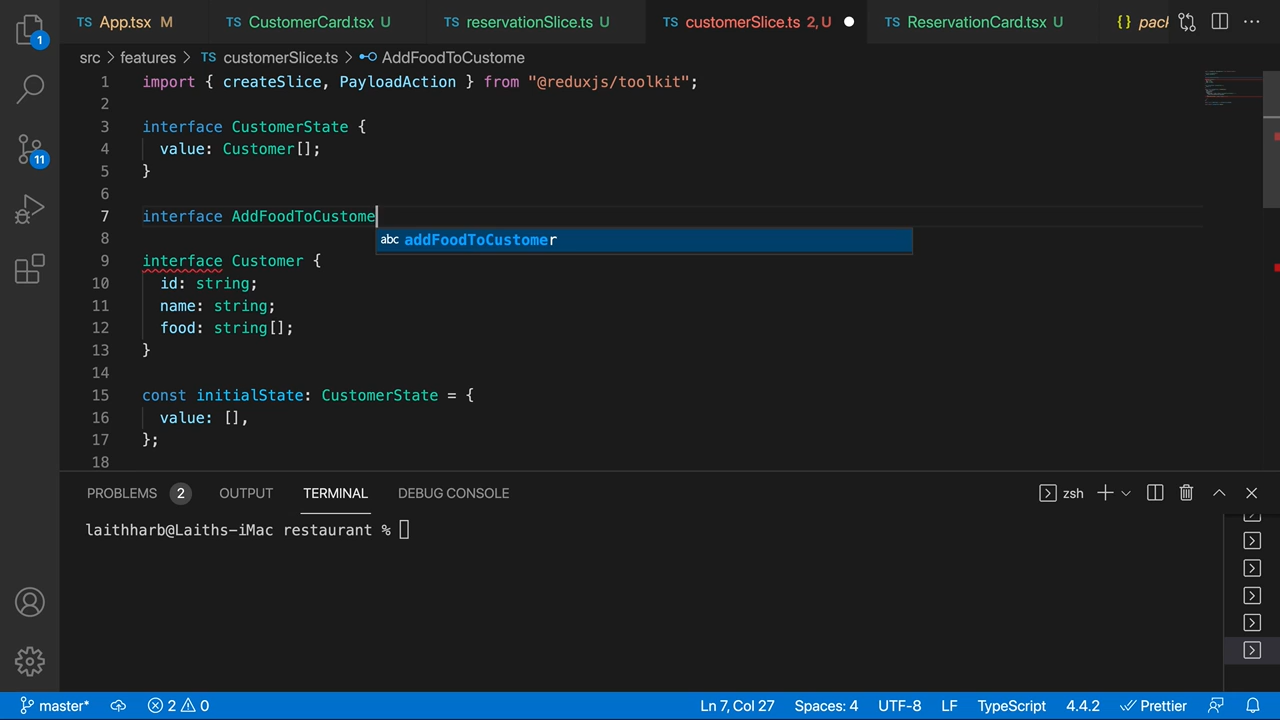 TS App.tsx M
TS CustomerCard.tsx U
TS reservationSlice.ts U
TS customerSlice.ts 2, U
TS ReservationCard.tsx U
{} pack
src > features > TS customerSlice.ts > AddFoodToCustome
1 import { createSlice, PayloadAction } from "@reduxjs/toolkit";
2
3 interface CustomerState {
4 value: Customer[];
5 }
6
7 interface AddFoodToCustome
abc addFoodToCustomer
8
9 interface Customer {
10 id: string;
11 name: string;
12 food: string[];
13 }
14
15 const initialState: CustomerState = {
16 value: [],
17 };
18
1
11
PROBLEMS 2 OUTPUT TERMINAL DEBUG CONSOLE
zsh
laithharb@Laiths-iMac restaurant %
master* 2 0 Ln 7, Col 27 Spaces: 4 UTF-8 LF TypeScript 4.4.2 Prettier